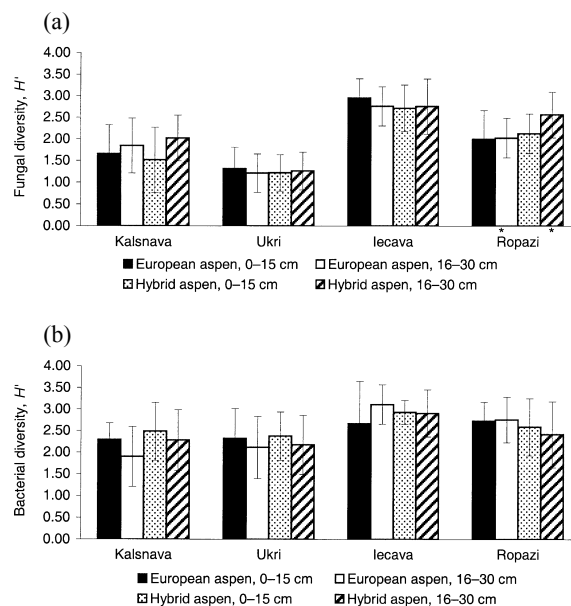 (a)
4.00
3.50
3.00
2.50
2.00
1.50
1.00
0.50
0.00
Fungal diversity, H'
Kalsnava Ukri Iecava Ropazi
* *
European aspen, 0–15 cm European aspen, 16–30 cm
Hybrid aspen, 0–15 cm Hybrid aspen, 16–30 cm
(b)
4.00
3.50
3.00
2.50
2.00
1.50
1.00
0.50
0.00
Bacterial diversity, H'
Kalsnava Ukri Iecava Ropazi
European aspen, 0–15 cm European aspen, 16–30 cm
Hybrid aspen, 0–15 cm Hybrid aspen, 16–30 cm